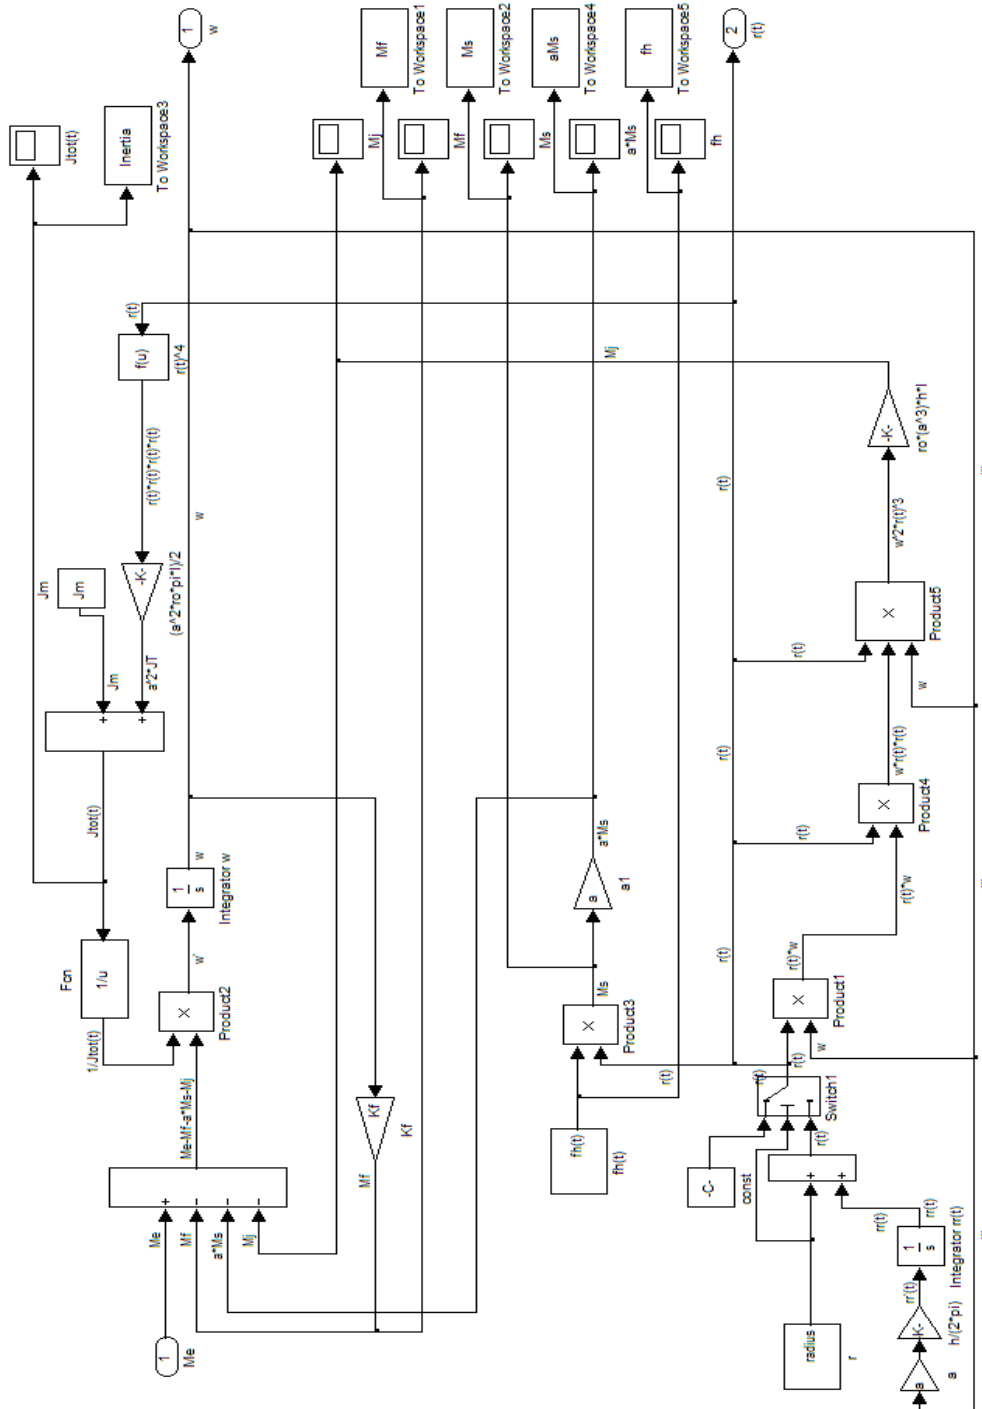 Fcn
Jm
1/u
1/Jtot(t)
Jtot(t)
Jm
Jm
Jtot(t)
+
+
a^2*JT
-K-
(a^2*ro*pi*l)/2
r(t)*r(t)*r(t)*r(t)
f(u)
r(t)
r(t)^4
Inertia
To Workspace3
1
Me
Me
Mf
a*Ms
Mj
+
−
−
−
Me-Mf-a*Ms-Mj
×
Product2
w'
1
s
Integrator w
w
w
1
w
Mf
Kf
Kf
Mj
Mf
To Workspace1
Mf
Ms
To Workspace2
Ms
aMs
To Workspace4
a*Ms
fh
To Workspace5
fh
fh(t)
fh(t)
×
Product3
Ms
a
a1
a*Ms
Mj
r(t)
r(t)
r(t)
r(t)
2
r(t)
-C-
const
r(t)
Switch1
r(t)
r(t)
radius
r
+
+
r(t)
w
×
Product1
r(t)*w
r(t)*w
r(t)
×
Product4
w*r(t)*r(t)
r(t)
w
×
Product5
w^2*r(t)^3
-K-
ro*(a^3)*h*l
a
a
K-
h/(2*pi)
rr'(t)
1
s
Integrator rr(t)
rr(t)
rr(t)